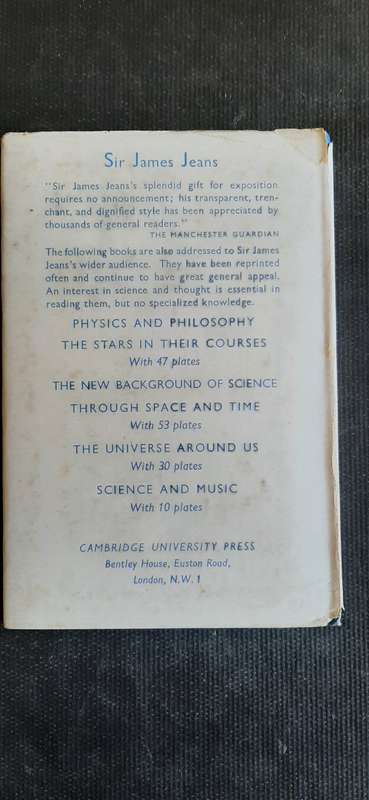 Sir James Jeans
"Sir James Jeans's splendid gift for exposition
requires no announcement; his transparent, tren-
chant, and dignified style has been appreciated by
thousands of general readers."
THE MANCHESTER GUARDIAN
The following books are also addressed to Sir James
Jeans's wider audience. They have been reprinted
often and continue to have great general appeal.
An interest in science and thought is essential in
reading them, but no specialized knowledge.
PHYSICS AND PHILOSOPHY
THE STARS IN THEIR COURSES
With 47 plates
THE NEW BACKGROUND OF SCIENCE
THROUGH SPACE AND TIME
With 53 plates
THE UNIVERSE AROUND US
With 30 plates
SCIENCE AND MUSIC
With 10 plates
CAMBRIDGE UNIVERSITY PRESS
Bentley House, Euston Road,
London, N.W.1